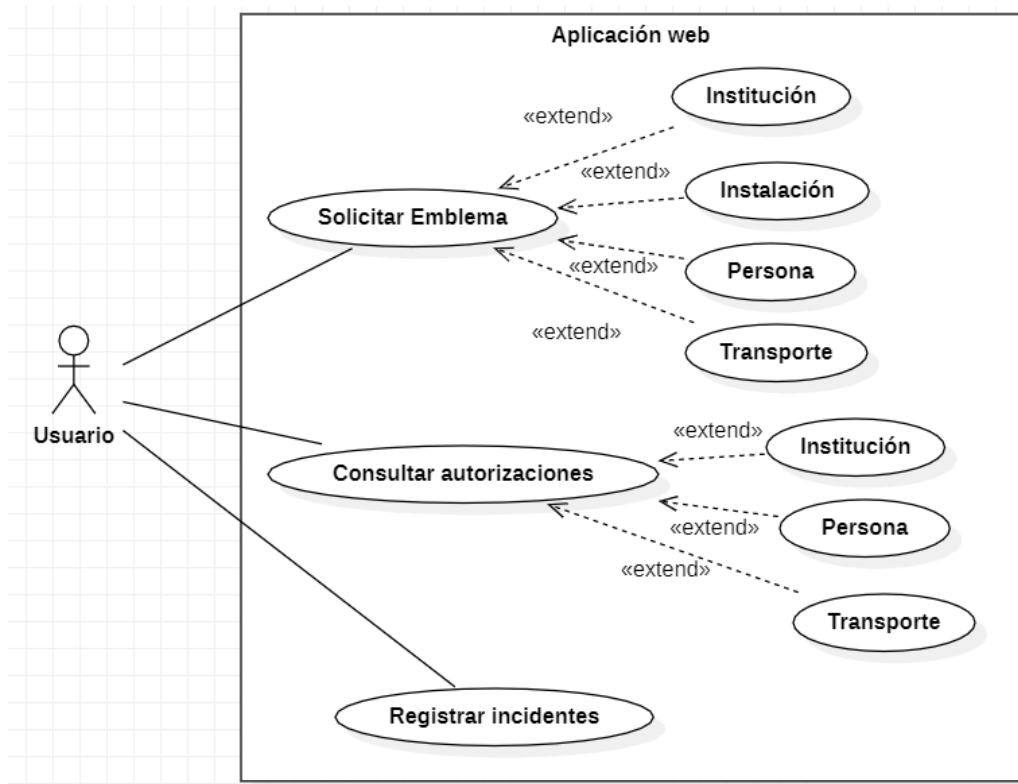 Aplicación web
Institución
«extend»
«extend»
Instalación
Solicitar Emblema
«extend»
Persona
«extend»
Transporte
Usuario
«extend»
Institución
Consultar autorizaciones
«extend»
Persona
«extend»
Transporte
Registrar incidentes